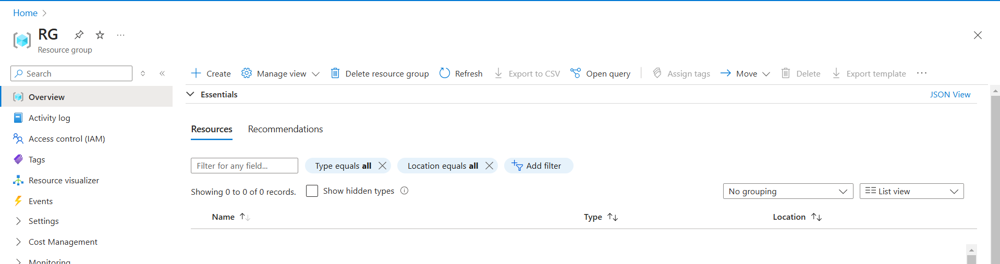 Home
RG
Resource group
Search
Create Manage view Delete resource group Refresh Export to CSV Open query Assign tags Move Delete Export template
Overview
Activity log
Access control (IAM)
Tags
Resource visualizer
Events
Settings
Cost Management
Monitoring
Essentials JSON View
Resources Recommendations
Filter for any field... Type equals all Location equals all Add filter
Showing 0 to 0 of 0 records. Show hidden types No grouping List view
Name Type Location